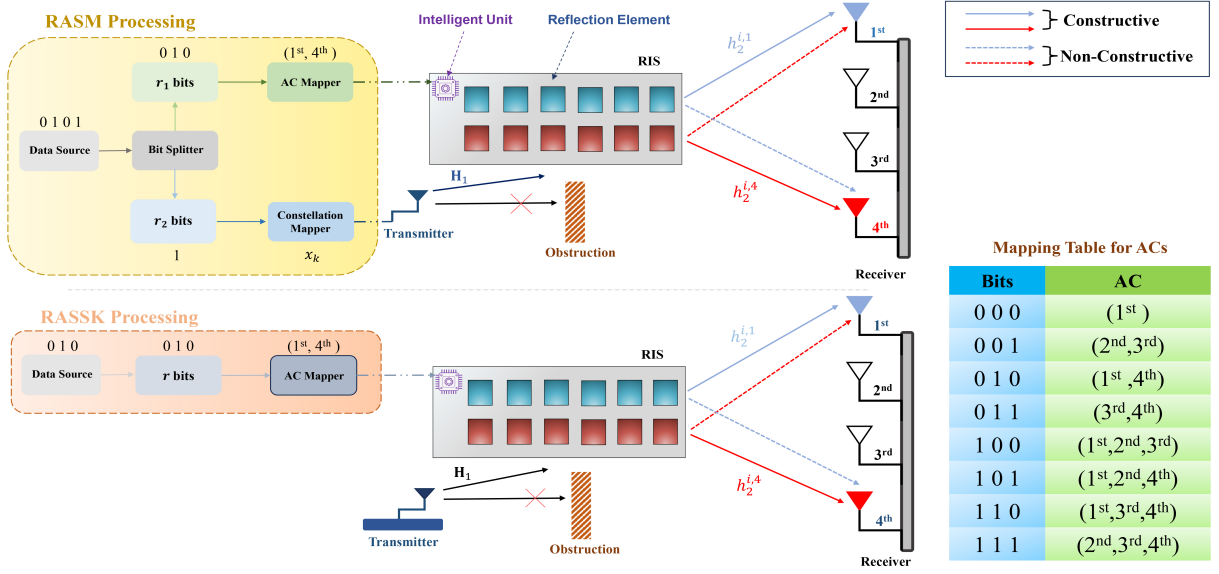 RASM Processing
0 1 0
(1st, 4th)
r1 bits
AC Mapper
0 1 0 1
Data Source
Bit Splitter
r2 bits
Constellation
Mapper
1
xk
Intelligent Unit
Reflection Element
RIS
H1
Transmitter
Obstruction
h2^i,1
h2^i,4
1st
2nd
3rd
4th
Receiver
Constructive
Non-Constructive
RASSK Processing
0 1 0
0 1 0
(1st, 4th)
Data Source
r bits
AC Mapper
RIS
H1
Transmitter
Obstruction
h2^i,1
h2^i,4
1st
2nd
3rd
4th
Receiver
Mapping Table for ACs
Bits AC
0 0 0 (1st )
0 0 1 (2nd,3rd)
0 1 0 (1st ,4th)
0 1 1 (3rd,4th)
1 0 0 (1st,2nd,3rd)
1 0 1 (1st,2nd,4th)
1 1 0 (1st,3rd,4th)
1 1 1 (2nd,3rd,4th)